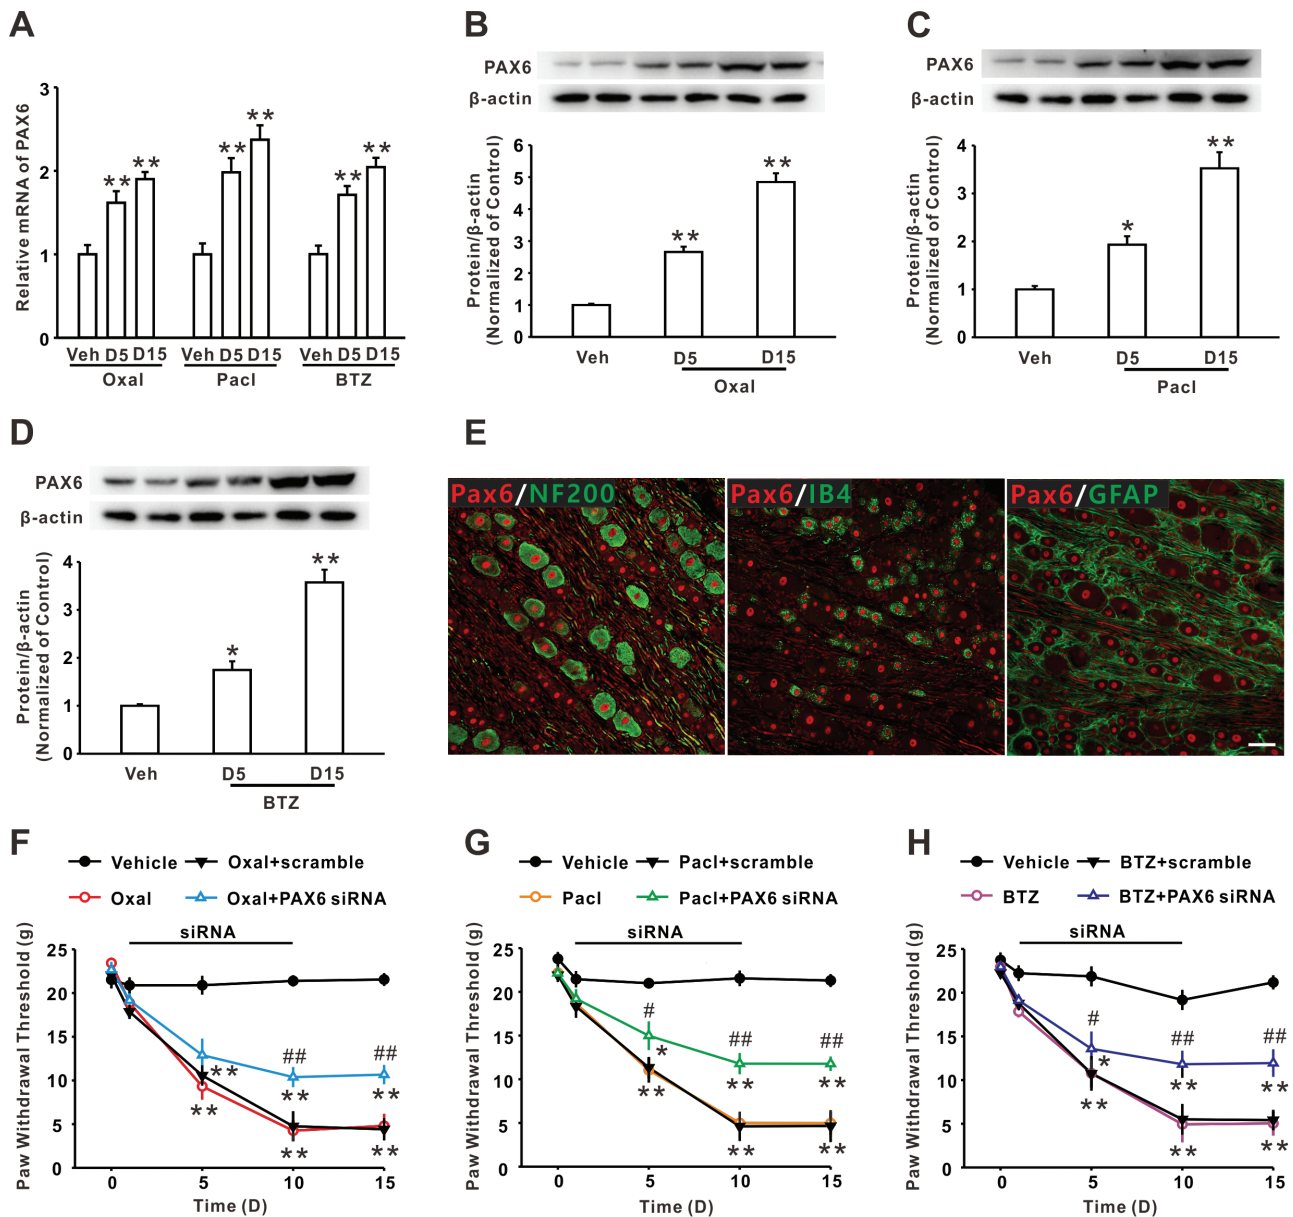 A
Relative mRNA of PAX6
3
2
1
0
** ** ** ** ** **
Veh D5 D15 Veh D5 D15 Veh D5 D15
Oxal Pacl BTZ
B
PAX6
β-actin
Protein/β-actin
(Normalized of Control)
6
5
4
3
2
1
0
**
**
Veh D5 D15
Oxal
C
PAX6
β-actin
Protein/β-actin
(Normalized of Control)
4
3
2
1
0
*
**
Veh D5 D15
Pacl
D
PAX6
β-actin
Protein/β-actin
(Normalized of Control)
4
3
2
1
0
*
**
Veh D5 D15
BTZ
E
Pax6/NF200
Pax6/IB4
Pax6/GFAP
F
Vehicle Oxal+scramble
Oxal Oxal+PAX6 siRNA
siRNA
Paw Withdrawal Threshold (g)
25
20
15
10
5
0
## ##
** ** **
**
** **
0 5 10 15
Time (D)
G
Vehicle Pacl+scramble
Pacl Pacl+PAX6 siRNA
siRNA
Paw Withdrawal Threshold (g)
25
20
15
10
5
0
# ## ##
* ** **
**
** **
0 5 10 15
Time (D)
H
Vehicle BTZ+scramble
BTZ BTZ+PAX6 siRNA
siRNA
Paw Withdrawal Threshold (g)
25
20
15
10
5
0
# ## ##
* ** **
**
** **
0 5 10 15
Time (D)